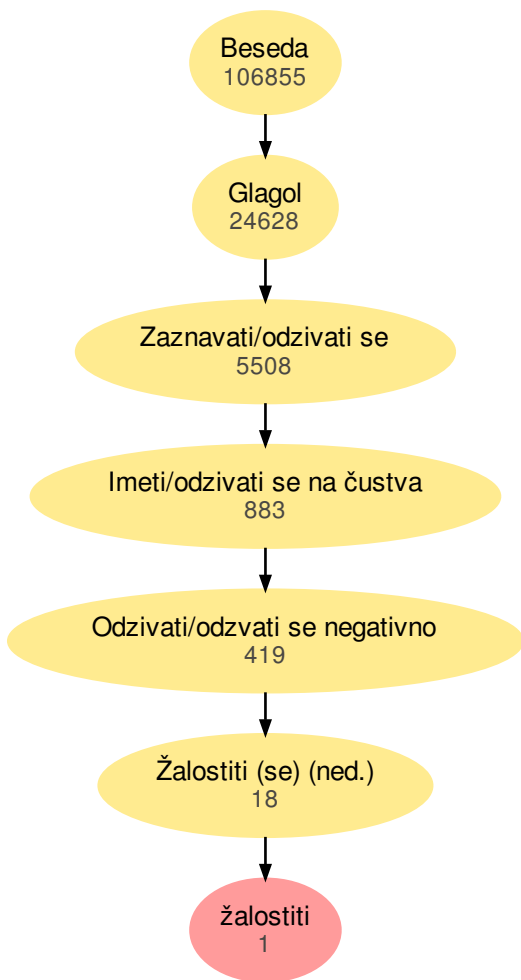 Beseda
106855
Glagol
24628
Zaznavati/odzivati se
5508
Imeti/odzivati se na čustva
883
Odzivati/odzvati se negativno
419
Žalostiti (se) (ned.)
18
žalostiti
1